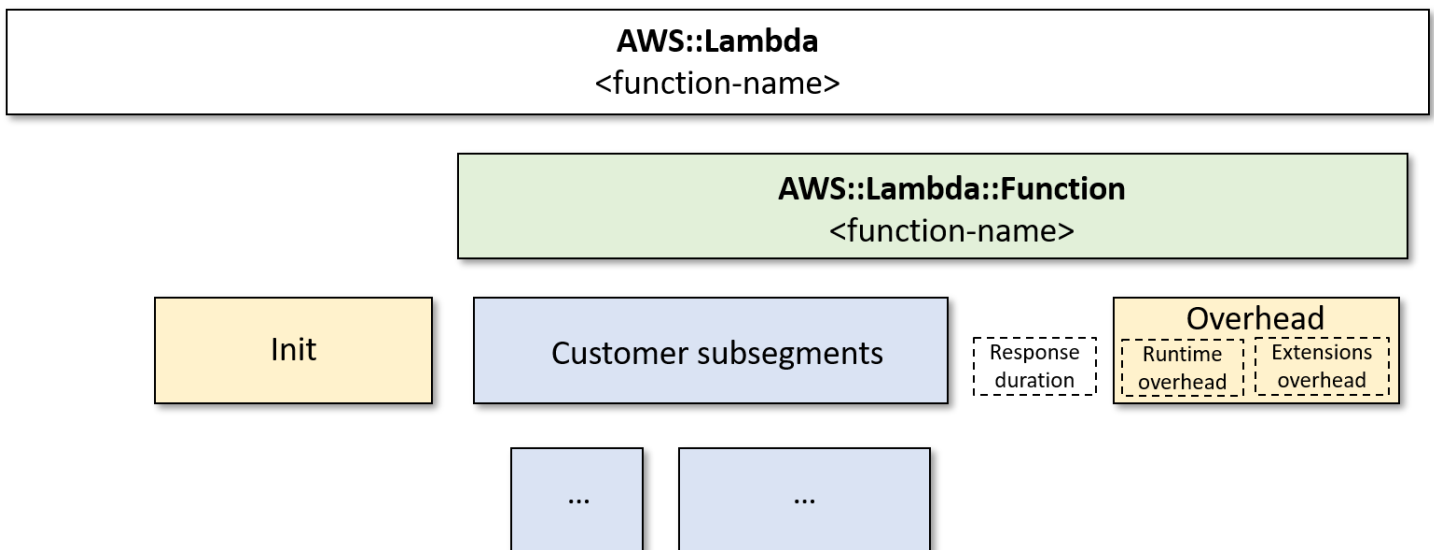 AWS::Lambda
<function-name>
AWS::Lambda::Function
<function-name>
Init
Customer subsegments
Response
duration
Overhead
Runtime
overhead
Extensions
overhead
...
...